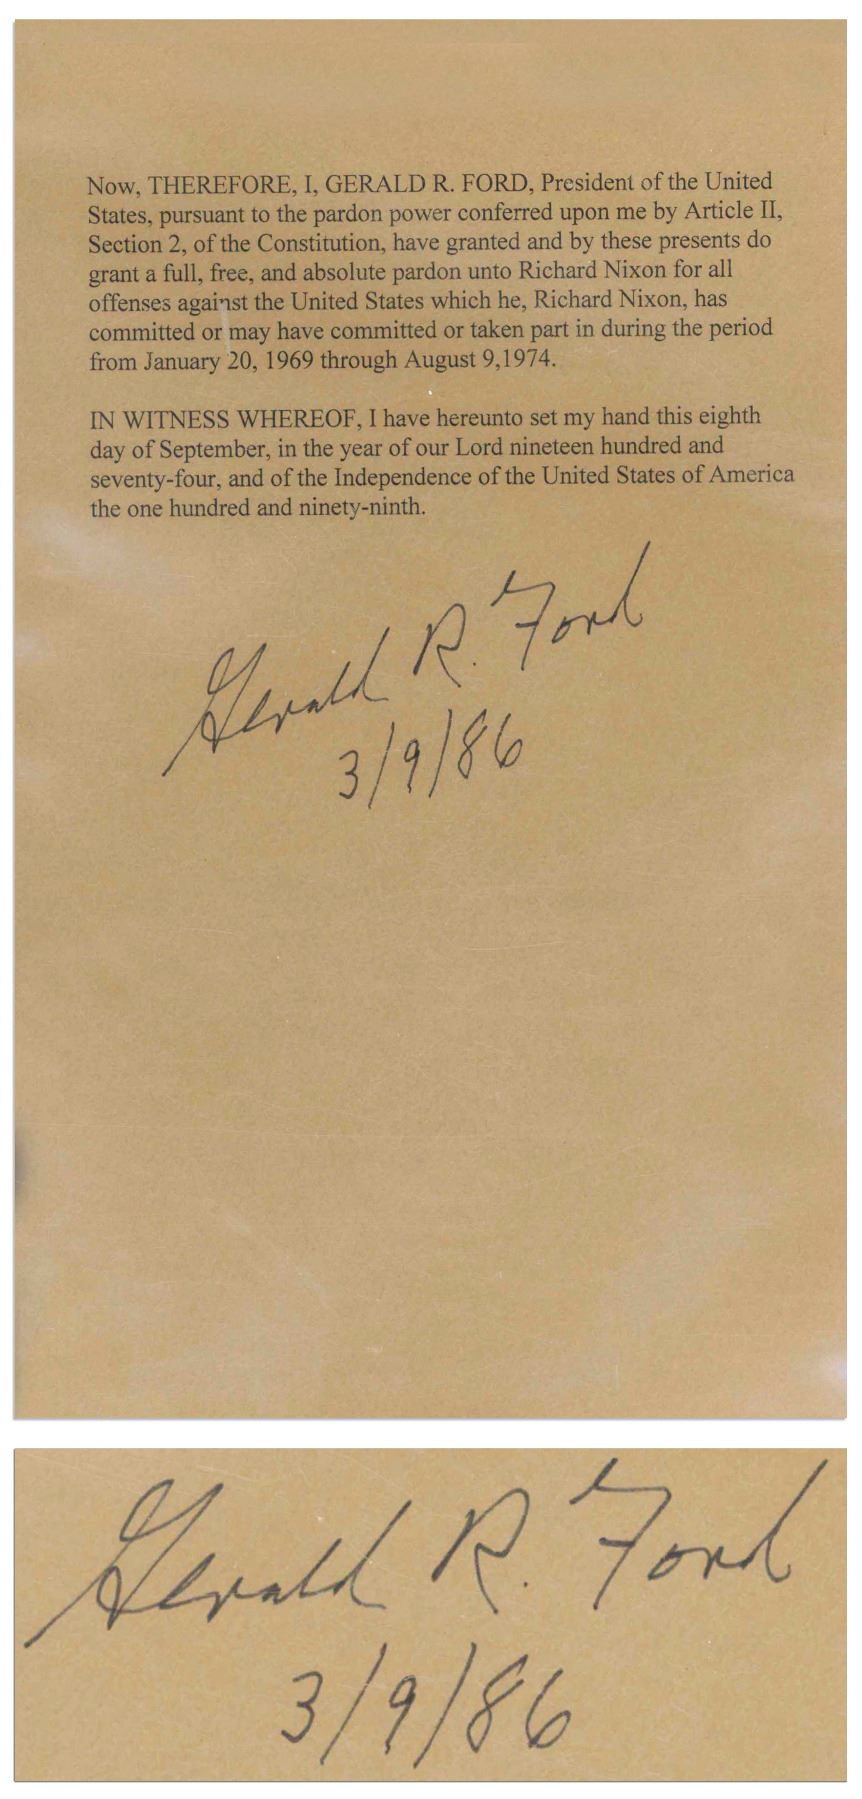 Now, THEREFORE, I, GERALD R. FORD, President of the United
States, pursuant to the pardon power conferred upon me by Article II,
Section 2, of the Constitution, have granted and by these presents do
grant a full, free, and absolute pardon unto Richard Nixon for all
offenses against the United States which he, Richard Nixon, has
committed or may have committed or taken part in during the period
from January 20, 1969 through August 9,1974.
IN WITNESS WHEREOF, I have hereunto set my hand this eighth
day of September, in the year of our Lord nineteen hundred and
seventy-four, and of the Independence of the United States of America
the one hundred and ninety-ninth.
Gerald R. Ford
3/9/86
Gerald R. Ford
3/9/86